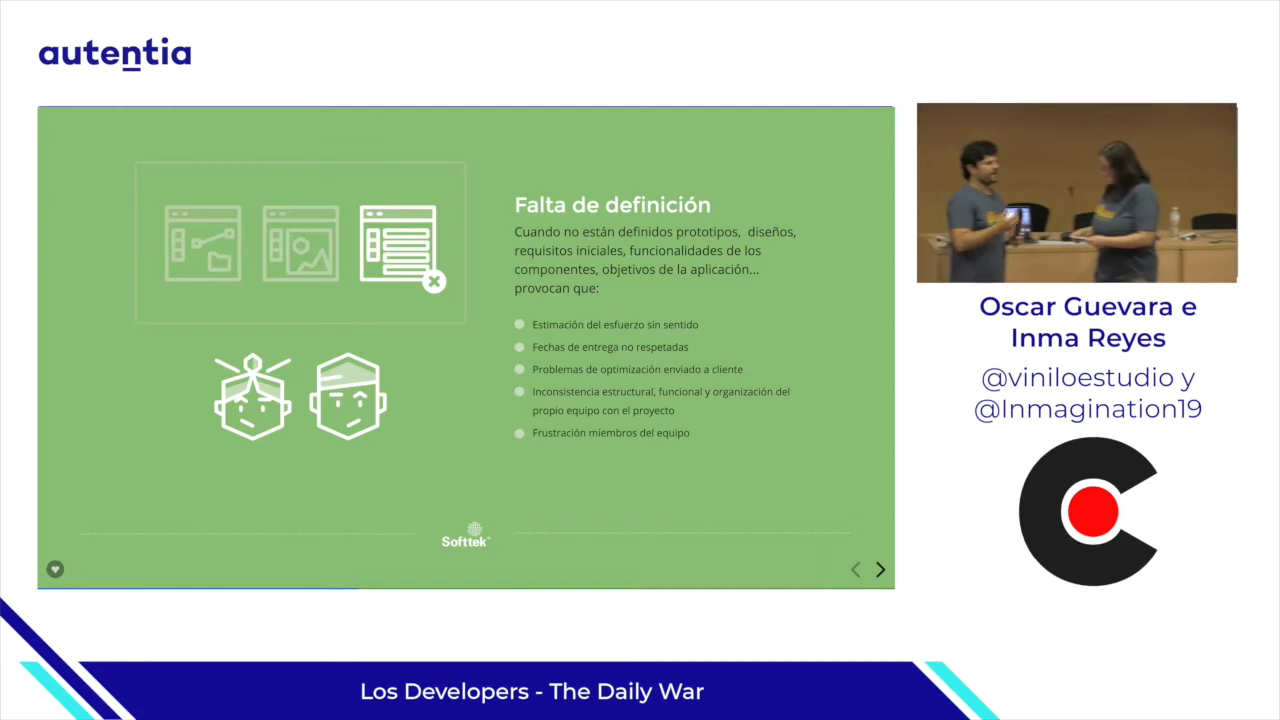 autentia
Falta de definición
Cuando no están definidos prototipos, diseños,
requisitos iniciales, funcionalidades de los
componentes, objetivos de la aplicación...
provocan que:
Estimación del esfuerzo sin sentido
Fechas de entrega no respetadas
Problemas de optimización enviado a cliente
Inconsistencia estructural, funcional y organización del
propio equipo con el proyecto
Frustración miembros del equipo
Softtek®
Oscar Guevara e
Inma Reyes
@viniloestudio y
@Inmagination19
Los Developers - The Daily War